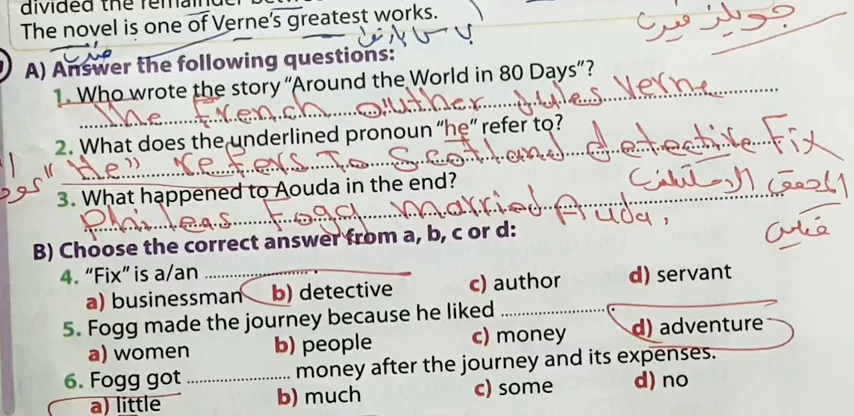 divided the remainder
The novel is one of Verne's greatest works.
جويلز فيرن
A) Answer the following questions:
1. Who wrote the story "Around the World in 80 Days"?
The French outher Jules Verne
2. What does the underlined pronoun "he" refer to?
"He" refers To Scotland detective Fix
3. What happened to Aouda in the end?
Phileas Fogg married Auda.
المحقق
فيكس
B) Choose the correct answer from a, b, c or d:
4. "Fix" is a/an ....................
a) businessman b) detective c) author d) servant
5. Fogg made the journey because he liked ....................
a) women b) people c) money d) adventure
6. Fogg got .................... money after the journey and its expenses.
a) little b) much c) some d) no